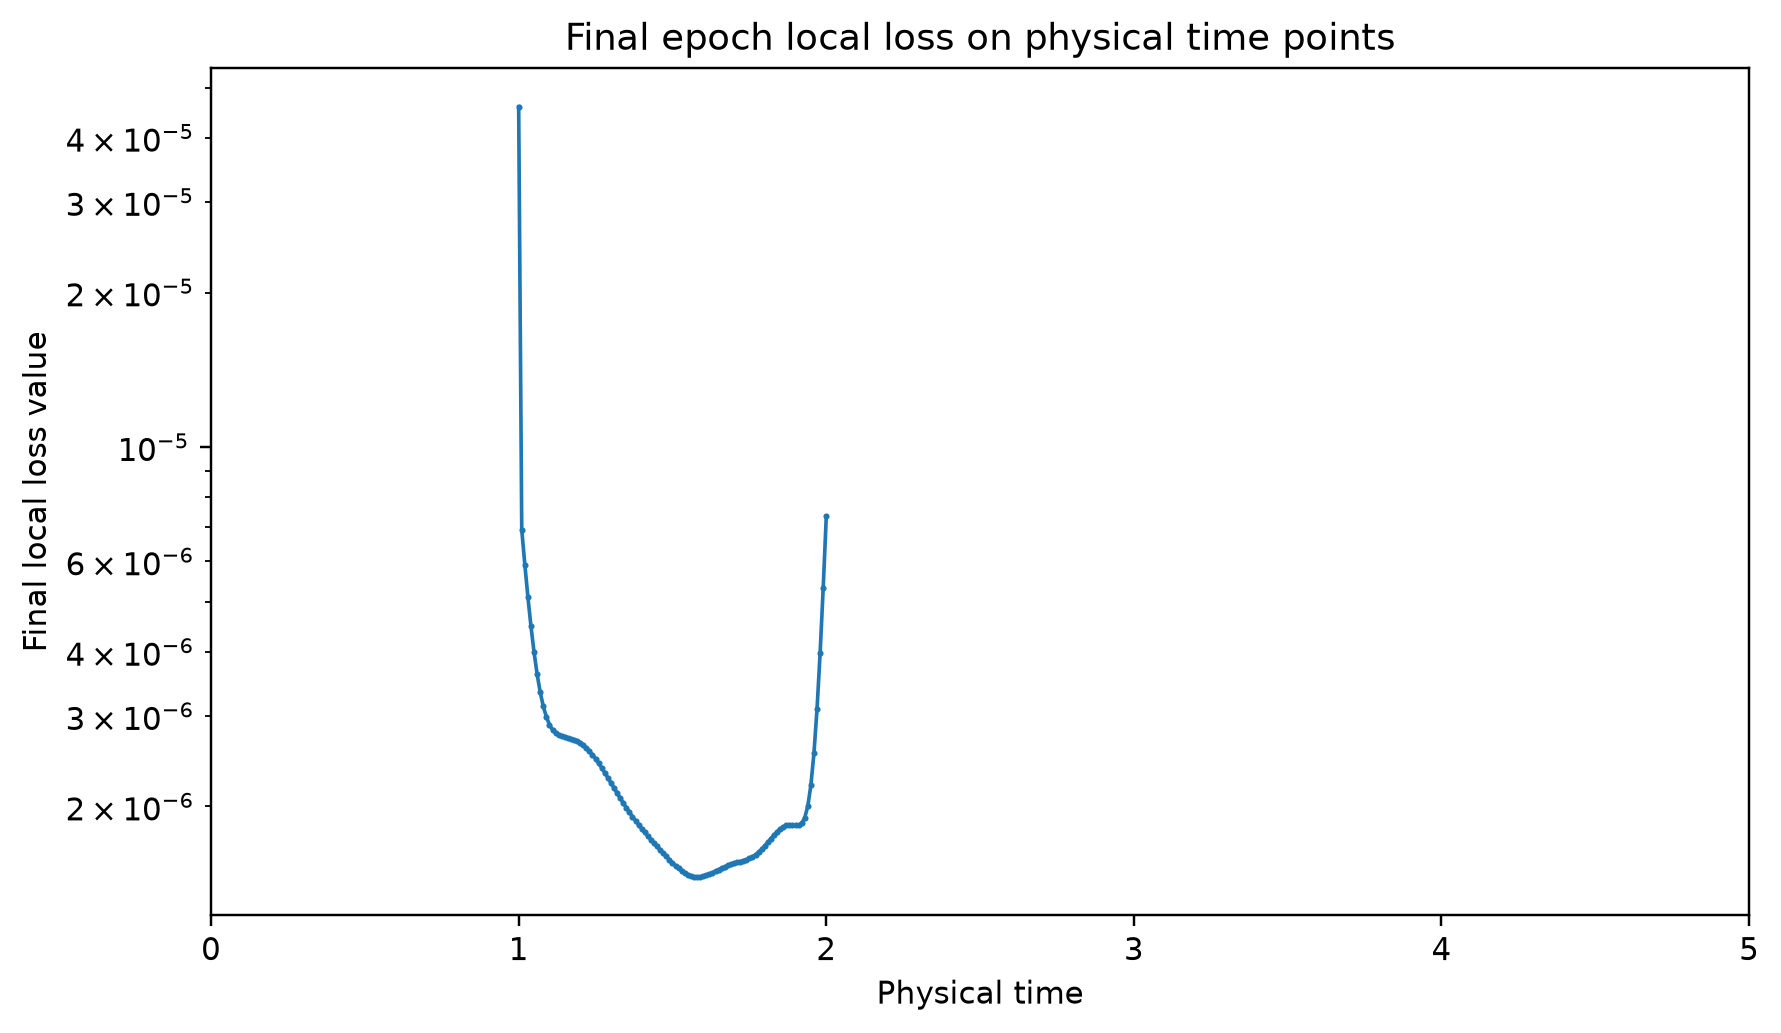 Final epoch local loss on physical time points
Final local loss value
4 × 10⁻⁵
3 × 10⁻⁵
2 × 10⁻⁵
10⁻⁵
6 × 10⁻⁶
4 × 10⁻⁶
3 × 10⁻⁶
2 × 10⁻⁶
0 1 2 3 4 5
Physical time